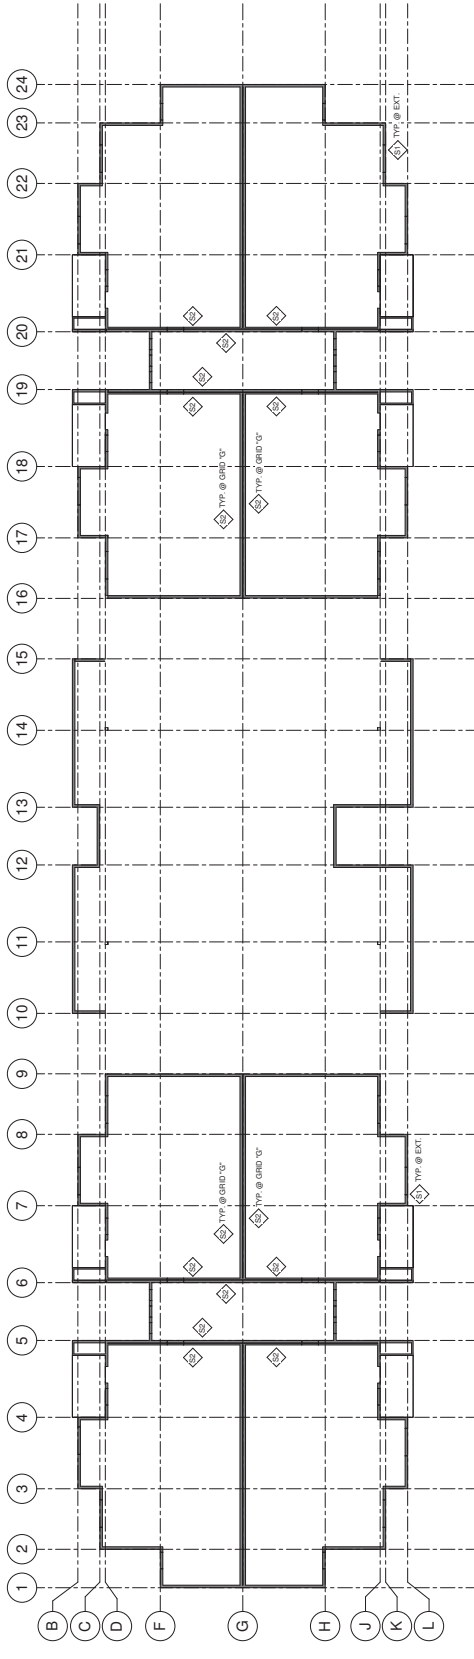 24
23
22
21
20
19
18
17
16
15
14
13
12
11
10
9
8
7
6
5
4
3
2
1
B
C
D
F
G
H
J
K
L
S1 TYP. @ EXT.
S2
S2
S2
S2
S2
S2
S2 TYP. @ GRID "G"
S2 TYP. @ GRID "G"
S2 TYP. @ GRID "G"
S2 TYP. @ GRID "G"
S1 TYP. @ EXT.
S2
S2
S2
S2
S2
S2